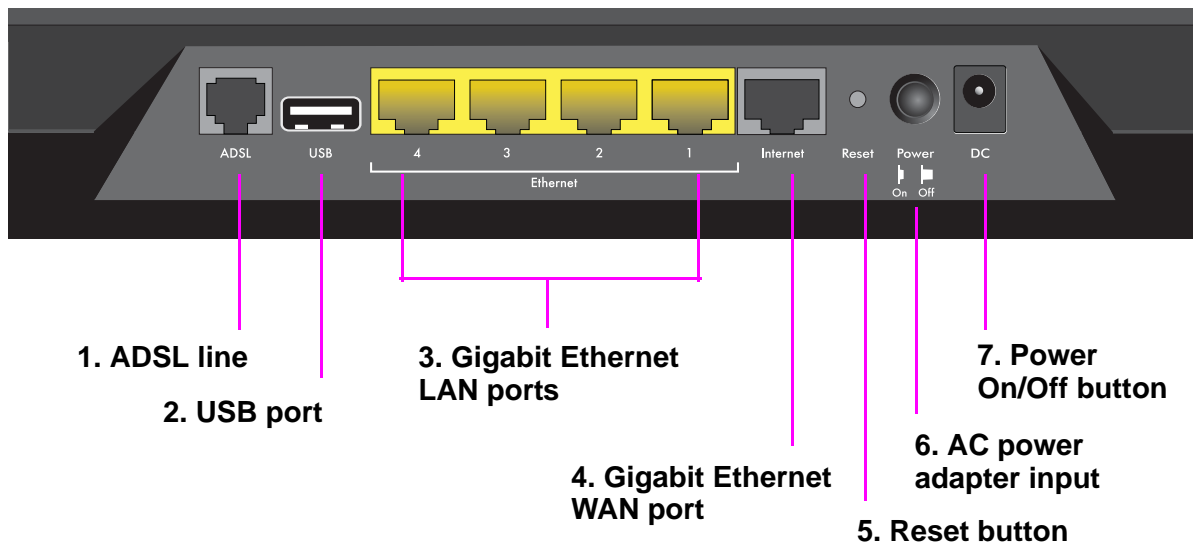 ADSL
USB
4
3
2
1
Internet
Reset
Power
DC
Ethernet
On
Off
1. ADSL line
2. USB port
3. Gigabit Ethernet
LAN ports
4. Gigabit Ethernet
WAN port
5. Reset button
6. AC power
adapter input
7. Power
On/Off button